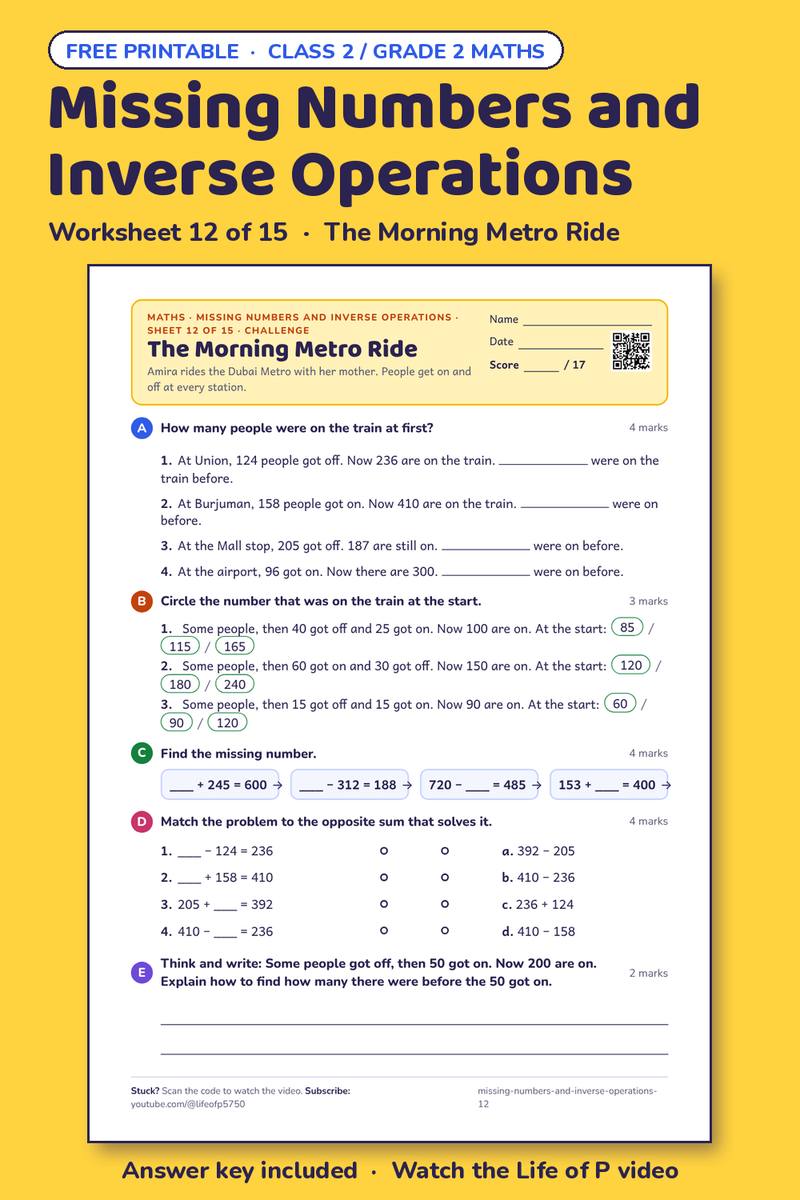 FREE PRINTABLE · CLASS 2 / GRADE 2 MATHS
Missing Numbers and
Inverse Operations
Worksheet 12 of 15 · The Morning Metro Ride
MATHS · MISSING NUMBERS AND INVERSE OPERATIONS ·
SHEET 12 OF 15 · CHALLENGE
The Morning Metro Ride
Amira rides the Dubai Metro with her mother. People get on and
off at every station.
Name ____
Date ____
Score ____ / 17
A How many people were on the train at first? 4 marks
1. At Union, 124 people got off. Now 236 are on the train. ____ were on the
train before.
2. At Burjuman, 158 people got on. Now 410 are on the train. ____ were on
before.
3. At the Mall stop, 205 got off. 187 are still on. ____ were on before.
4. At the airport, 96 got on. Now there are 300. ____ were on before.
B Circle the number that was on the train at the start. 3 marks
1. Some people, then 40 got off and 25 got on. Now 100 are on. At the start: 85 /
115 / 165
2. Some people, then 60 got on and 30 got off. Now 150 are on. At the start: 120 /
180 / 240
3. Some people, then 15 got off and 15 got on. Now 90 are on. At the start: 60 /
90 / 120
C Find the missing number. 4 marks
___ + 245 = 600 → ___ − 312 = 188 → 720 − ___ = 485 → 153 + ___ = 400 →
D Match the problem to the opposite sum that solves it. 4 marks
1. ___ − 124 = 236 a. 392 − 205
2. ___ + 158 = 410 b. 410 − 236
3. 205 + ___ = 392 c. 236 + 124
4. 410 − ___ = 236 d. 410 − 158
E Think and write: Some people got off, then 50 got on. Now 200 are on. 2 marks
Explain how to find how many there were before the 50 got on.
Stuck? Scan the code to watch the video. Subscribe:
youtube.com/@lifeofp5750
missing-numbers-and-inverse-operations-
12
Answer key included · Watch the Life of P video